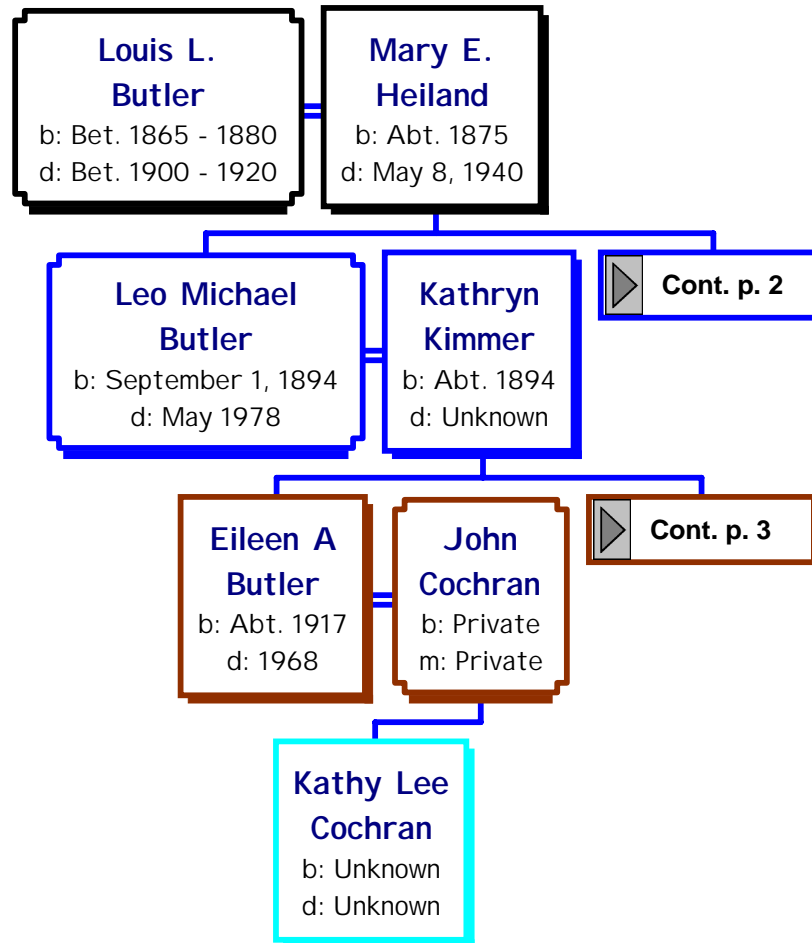 Louis L.
Butler
b: Bet. 1865 - 1880
d: Bet. 1900 - 1920
Mary E.
Heiland
b: Abt. 1875
d: May 8, 1940
Leo Michael
Butler
b: September 1, 1894
d: May 1978
Kathryn
Kimmer
b: Abt. 1894
d: Unknown
Cont. p. 2
Eileen A
Butler
b: Abt. 1917
d: 1968
John
Cochran
b: Private
m: Private
Cont. p. 3
Kathy Lee
Cochran
b: Unknown
d: Unknown